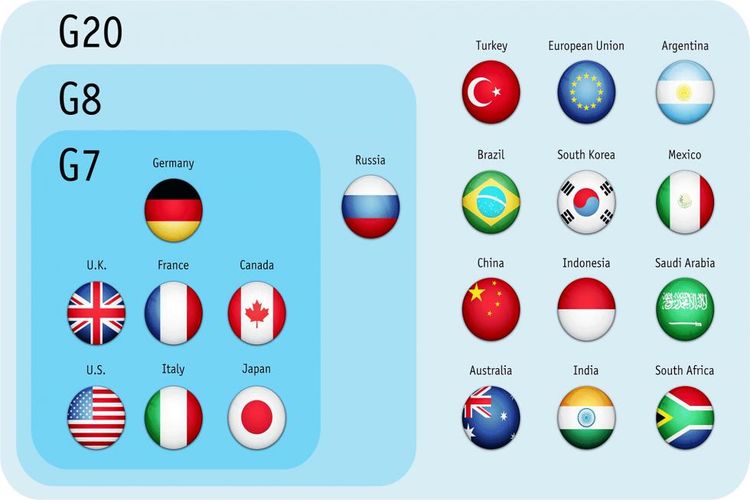 G20
G8
G7
Germany
Russia
U.K.
France
Canada
U.S.
Italy
Japan
Turkey
European Union
Argentina
Brazil
South Korea
Mexico
China
Indonesia
Saudi Arabia
Australia
India
South Africa